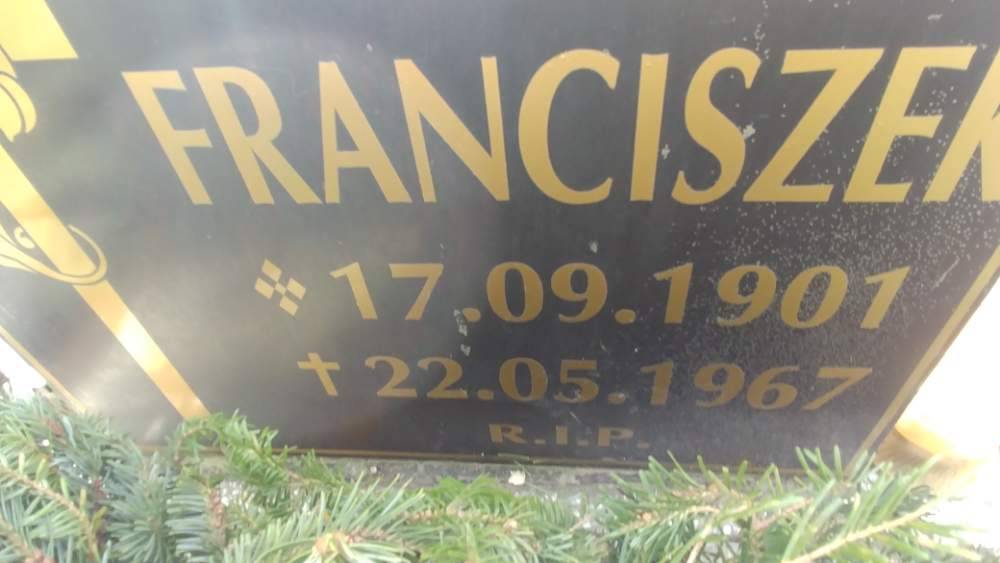 FRANCISZEK
17.09.1901
✝ 22.05.1967
R.I.P.